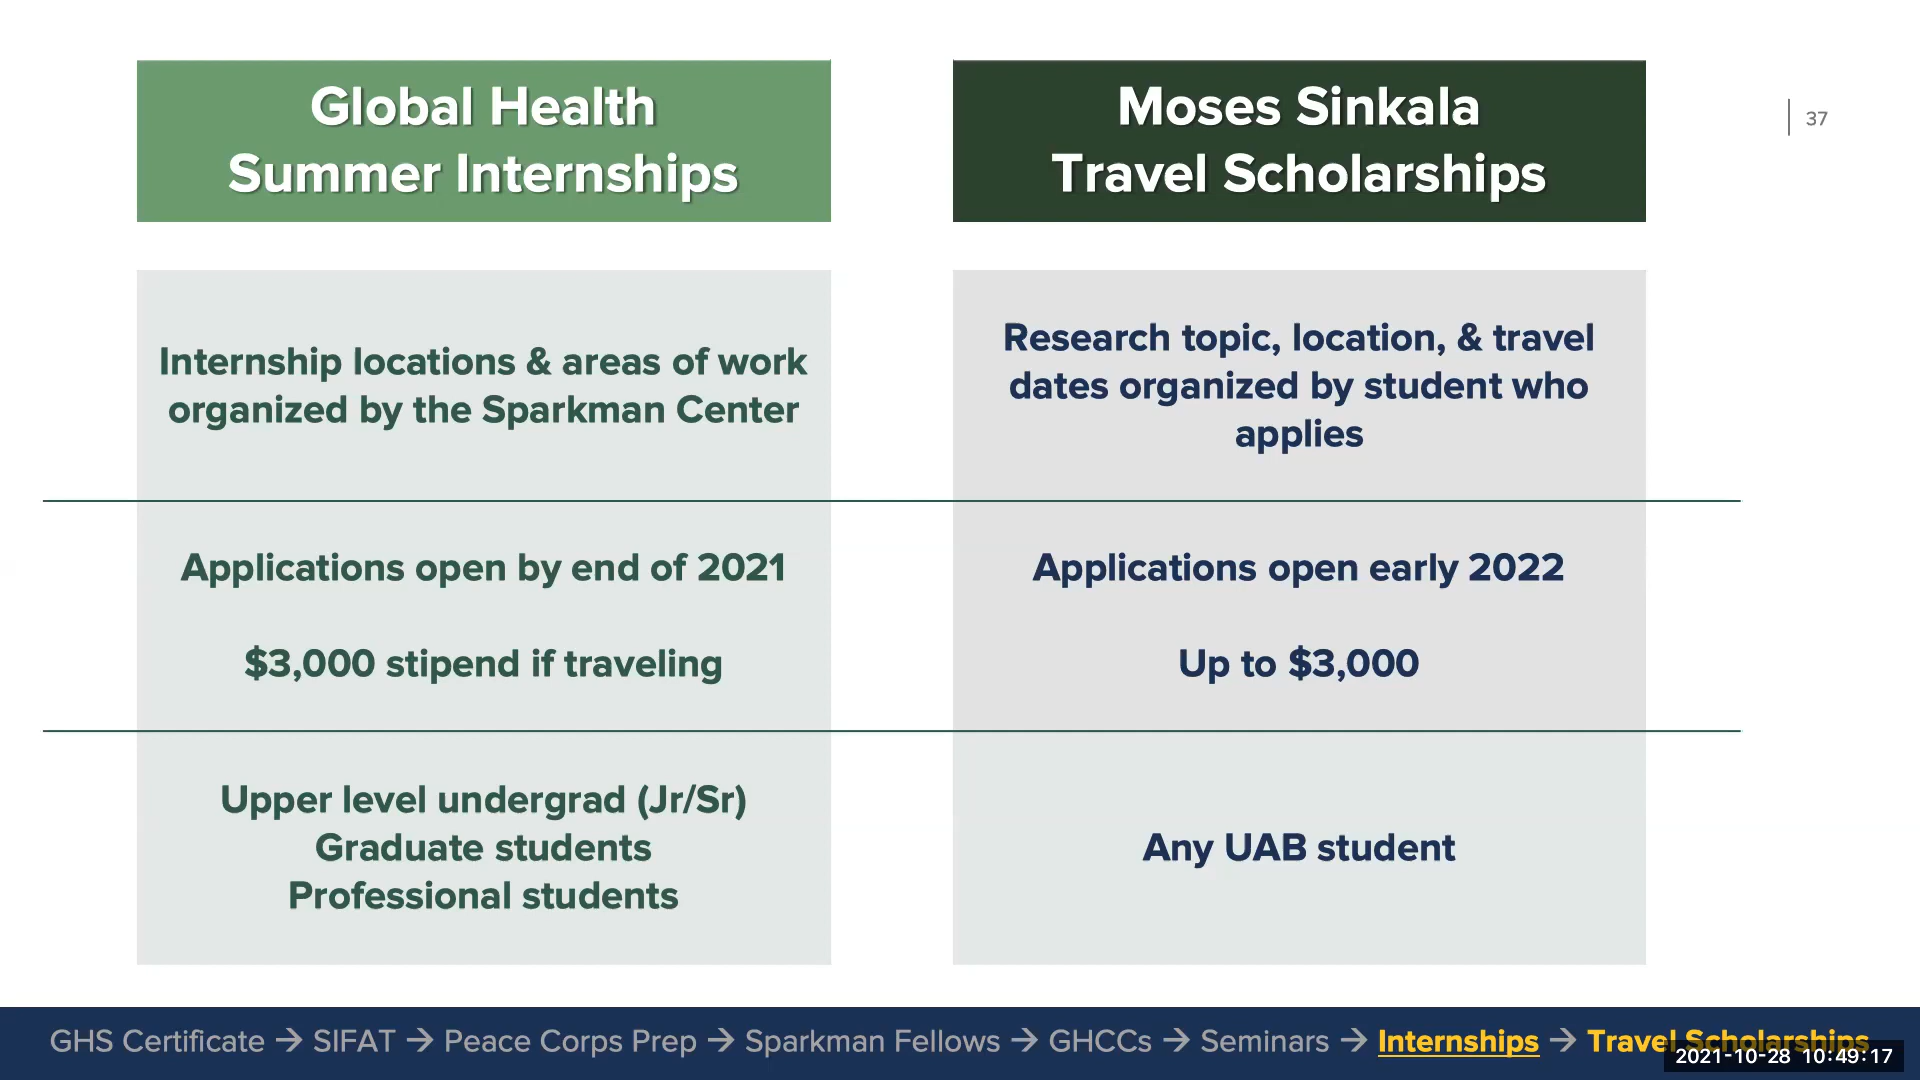 Global Health
Summer Internships
Moses Sinkala
Travel Scholarships
37
Internship locations & areas of work
organized by the Sparkman Center
Research topic, location, & travel
dates organized by student who
applies
Applications open by end of 2021
$3,000 stipend if traveling
Applications open early 2022
Up to $3,000
Upper level undergrad (Jr/Sr)
Graduate students
Professional students
Any UAB student
GHS Certificate → SIFAT → Peace Corps Prep → Sparkman Fellows → GHCCs → Seminars → Internships → Travel Scholarships
2021-10-28 10:49:17